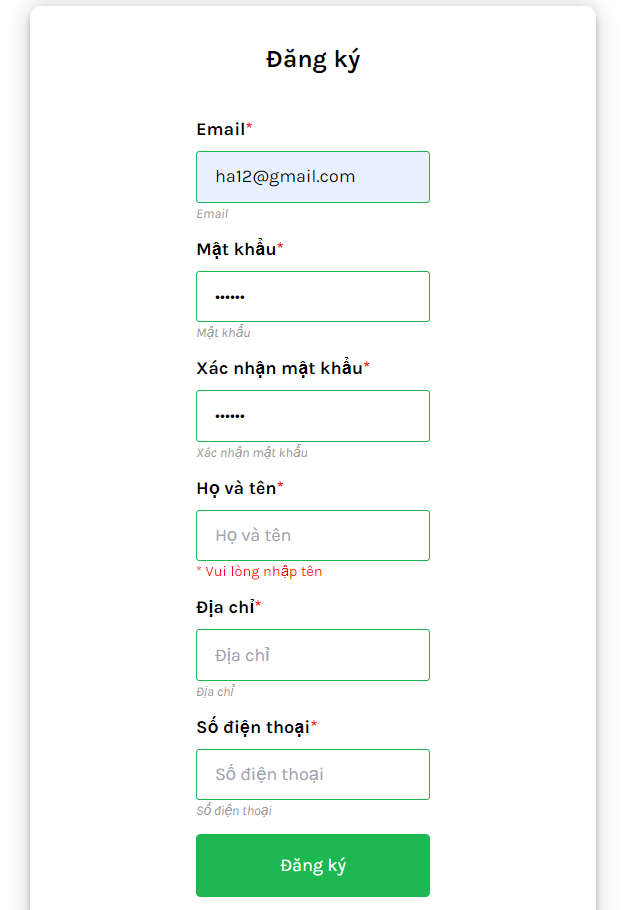 Đăng ký
Email*
ha12@gmail.com
Email
Mật khẩu*
••••••
Mật khẩu
Xác nhận mật khẩu*
••••••
Xác nhận mật khẩu
Họ và tên*
Họ và tên
* Vui lòng nhập tên
Địa chỉ*
Địa chỉ
Địa chỉ
Số điện thoại*
Số điện thoại
Số điện thoại
Đăng ký